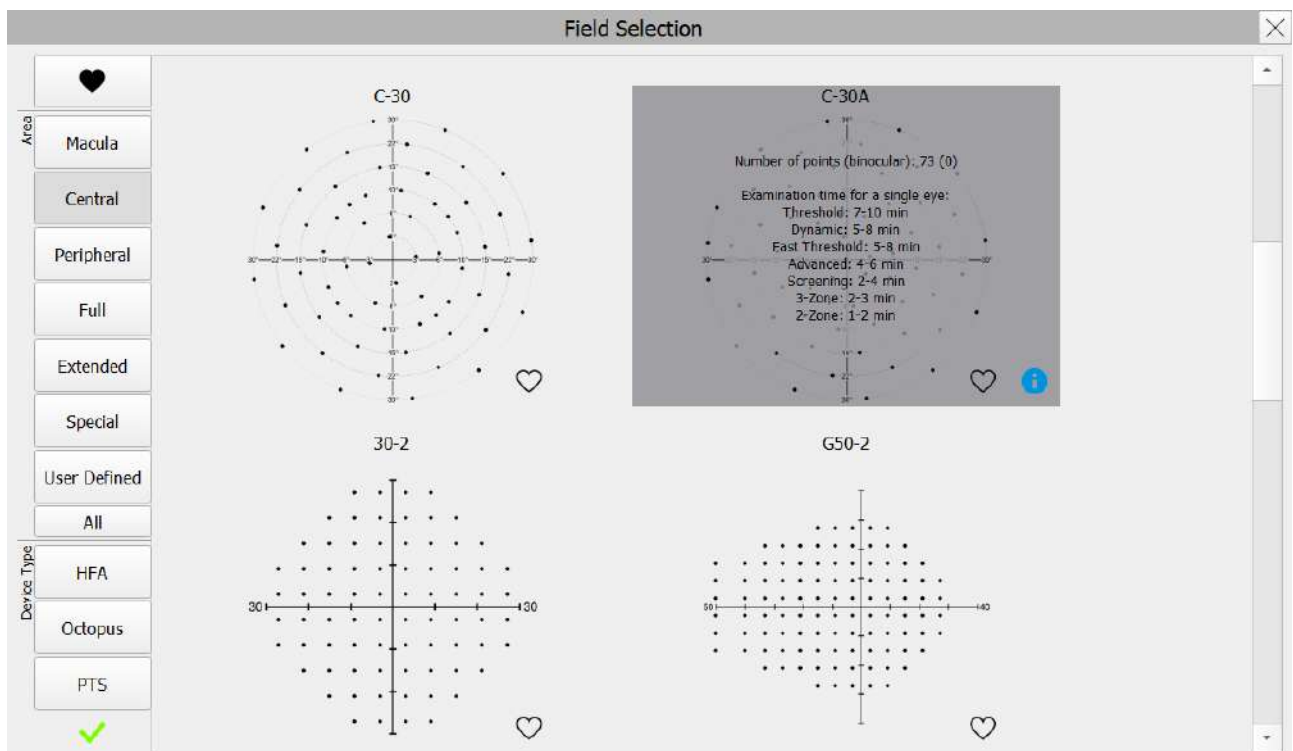 Field Selection
Area
Macula
Central
Peripheral
Full
Extended
Special
User Defined
All
Device Type
HFA
Octopus
PTS
C-30
C-30A
Number of points (binocular): 73 (0)
Examination time for a single eye:
Threshold: 7-10 min
Dynamic: 5-8 min
Fast Threshold: 5-8 min
Advanced: 4-6 min
Screening: 2-4 min
3-Zone: 2-3 min
2-Zone: 1-2 min
30-2
30 30
G50-2
50 40